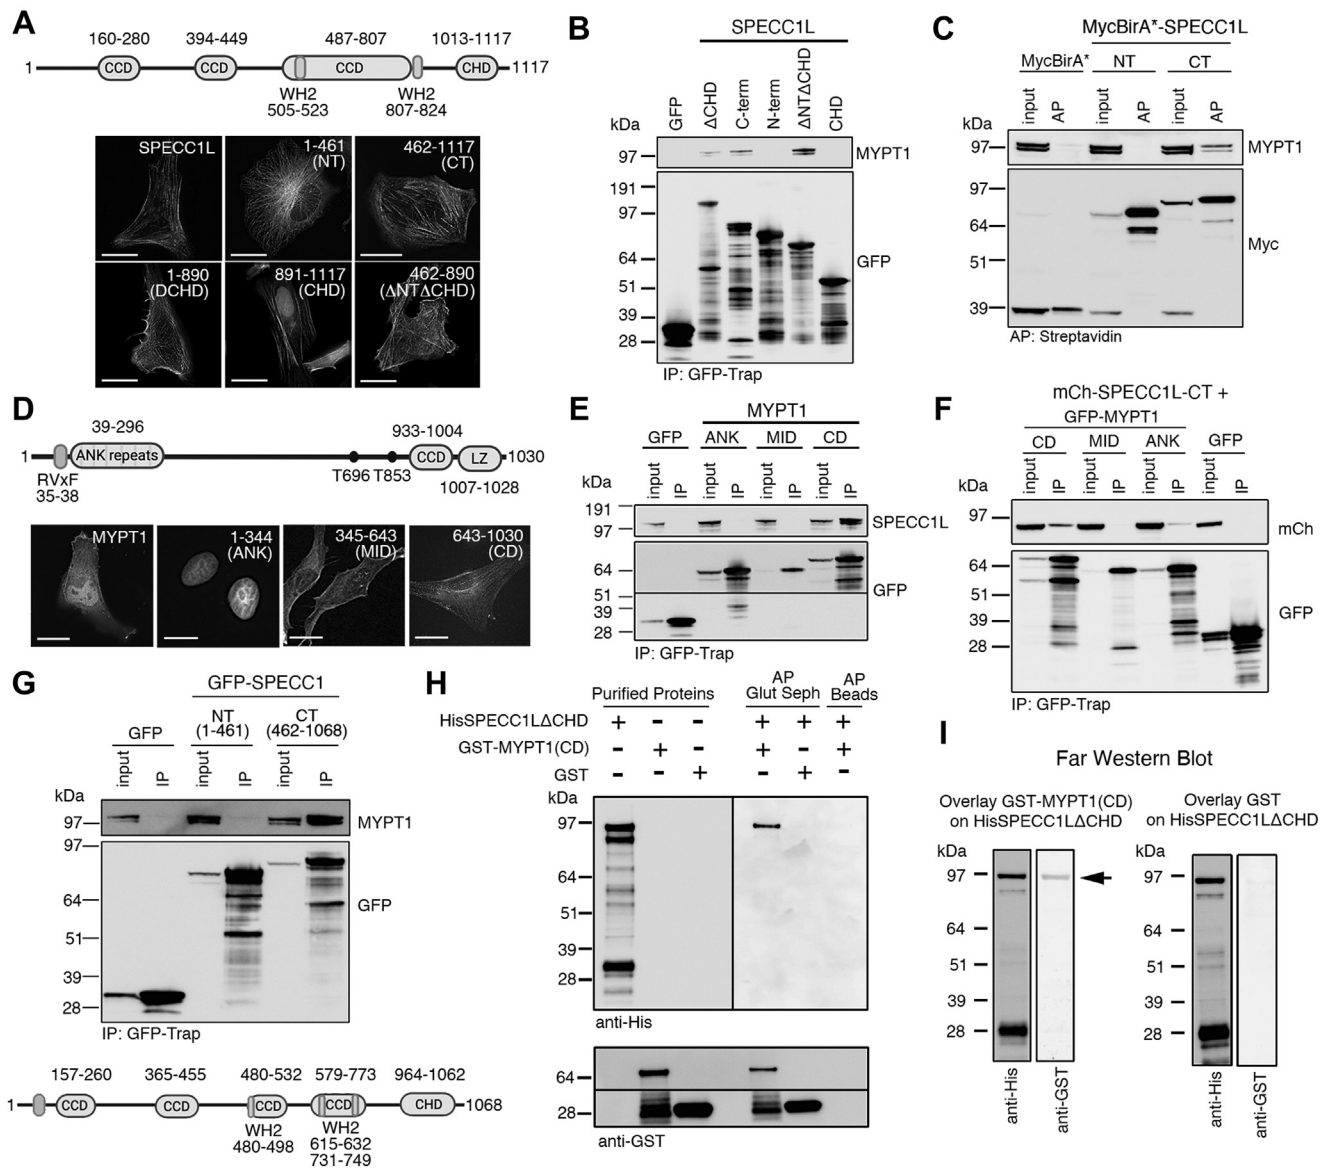 A
160-280 394-449 487-807 1013-1117
1 CCD CCD CCD CHD 1117
WH2 WH2
505-523 807-824
SPECC1L 1-461 462-1117
(NT) (CT)
1-890 891-1117 462-890
(DCHD) (CHD) (ΔNTΔCHD)
B
SPECC1L
GFP ΔCHD C-term N-term ΔNTΔCHD CHD
kDa
97 MYPT1
191
97
64 GFP
51
39
28
IP: GFP-Trap
C
MycBirA*-SPECC1L
MycBirA* NT CT
input AP input AP input AP
kDa
97 MYPT1
97
64 Myc
51
39
AP: Streptavidin
D
39-296 933-1004
1 ANK repeats CCD LZ 1030
RVxF T696 T853
35-38 1007-1028
MYPT1 1-344 345-643 643-1030
(ANK) (MID) (CD)
E
MYPT1
GFP ANK MID CD
input IP input IP input IP input IP
kDa
191
97 SPECC1L
64
51 GFP
39
28
IP: GFP-Trap
F
mCh-SPECC1L-CT +
GFP-MYPT1
CD MID ANK GFP
input IP input IP input IP input IP
kDa
97 mCh
64
51
39 GFP
28
IP: GFP-Trap
G
GFP-SPECC1
NT CT
GFP (1-461) (462-1068)
input IP input IP input IP
kDa
97 MYPT1
97
64 GFP
51
39
28
IP: GFP-Trap
157-260 365-455 480-532 579-773 964-1062
1 CCD CCD CCD CCD CHD 1068
WH2 WH2
480-498 615-632
731-749
H
AP AP
Purified Proteins Glut Seph Beads
HisSPECC1LΔCHD + - - + + +
GST-MYPT1(CD) - + - + - +
GST - - + - + -
kDa
97
64
51
39
28
anti-His
64
28
anti-GST
I
Far Western Blot
Overlay GST-MYPT1(CD) Overlay GST
on HisSPECC1LΔCHD on HisSPECC1LΔCHD
kDa kDa
97 97
64 64
51 51
39 39
28 28
anti-His anti-GST anti-His anti-GST